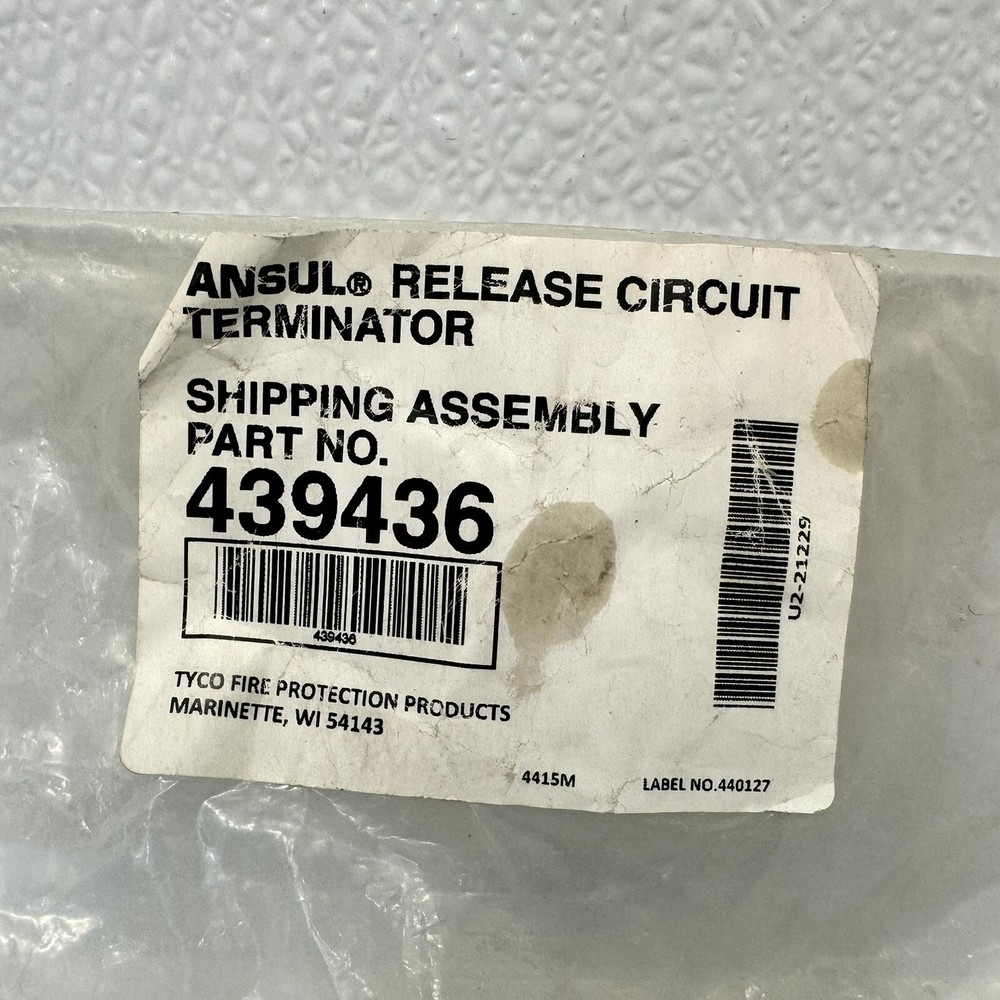 ANSUL® RELEASE CIRCUIT
TERMINATOR
SHIPPING ASSEMBLY
PART NO.
439436
439436
U2-21229
TYCO FIRE PROTECTION PRODUCTS
MARINETTE, WI 54143
4415M
LABEL NO.440127